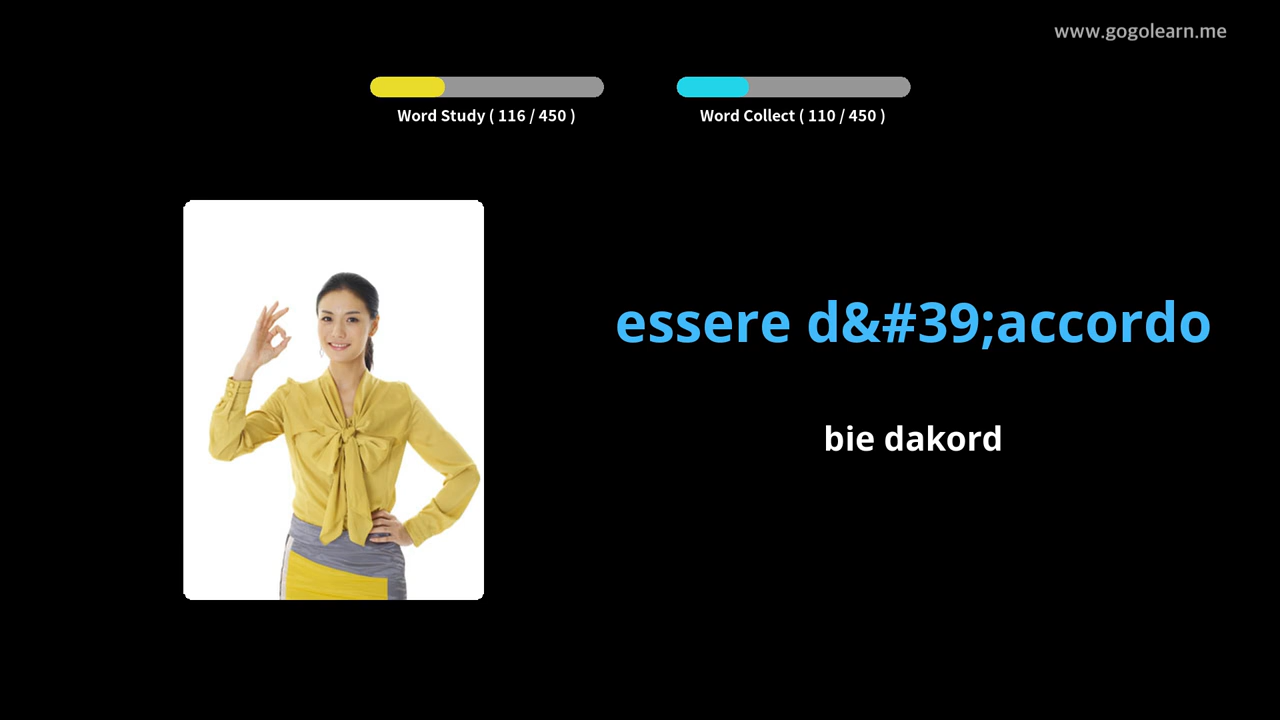 www.gogolearn.me
Word Study ( 116 / 450 )
Word Collect ( 110 / 450 )
essere d&#39;accordo
bie dakord